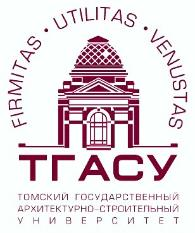 FIRMITAS · UTILITAS · VENUSTAS
ТГАСУ
ТОМСКИЙ ГОСУДАРСТВЕННЫЙ
АРХИТЕКТУРНО-СТРОИТЕЛЬНЫЙ
УНИВЕРСИТЕТ